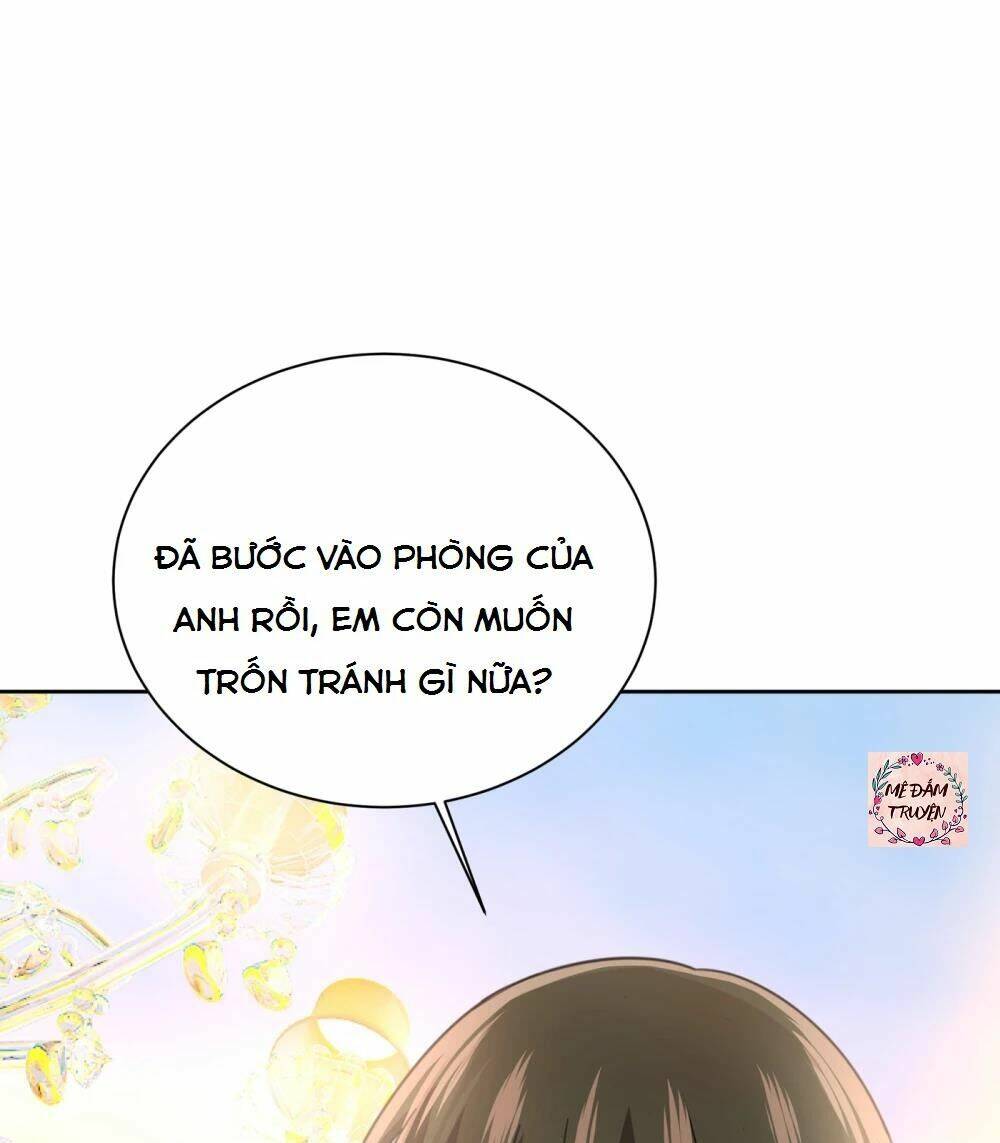 ĐÃ BƯỚC VÀO PHÒNG CỦA
ANH RỒI, EM CÒN MUỐN
TRỐN TRÁNH GÌ NỮA?
MÊ ĐẮM
TRUYỆN